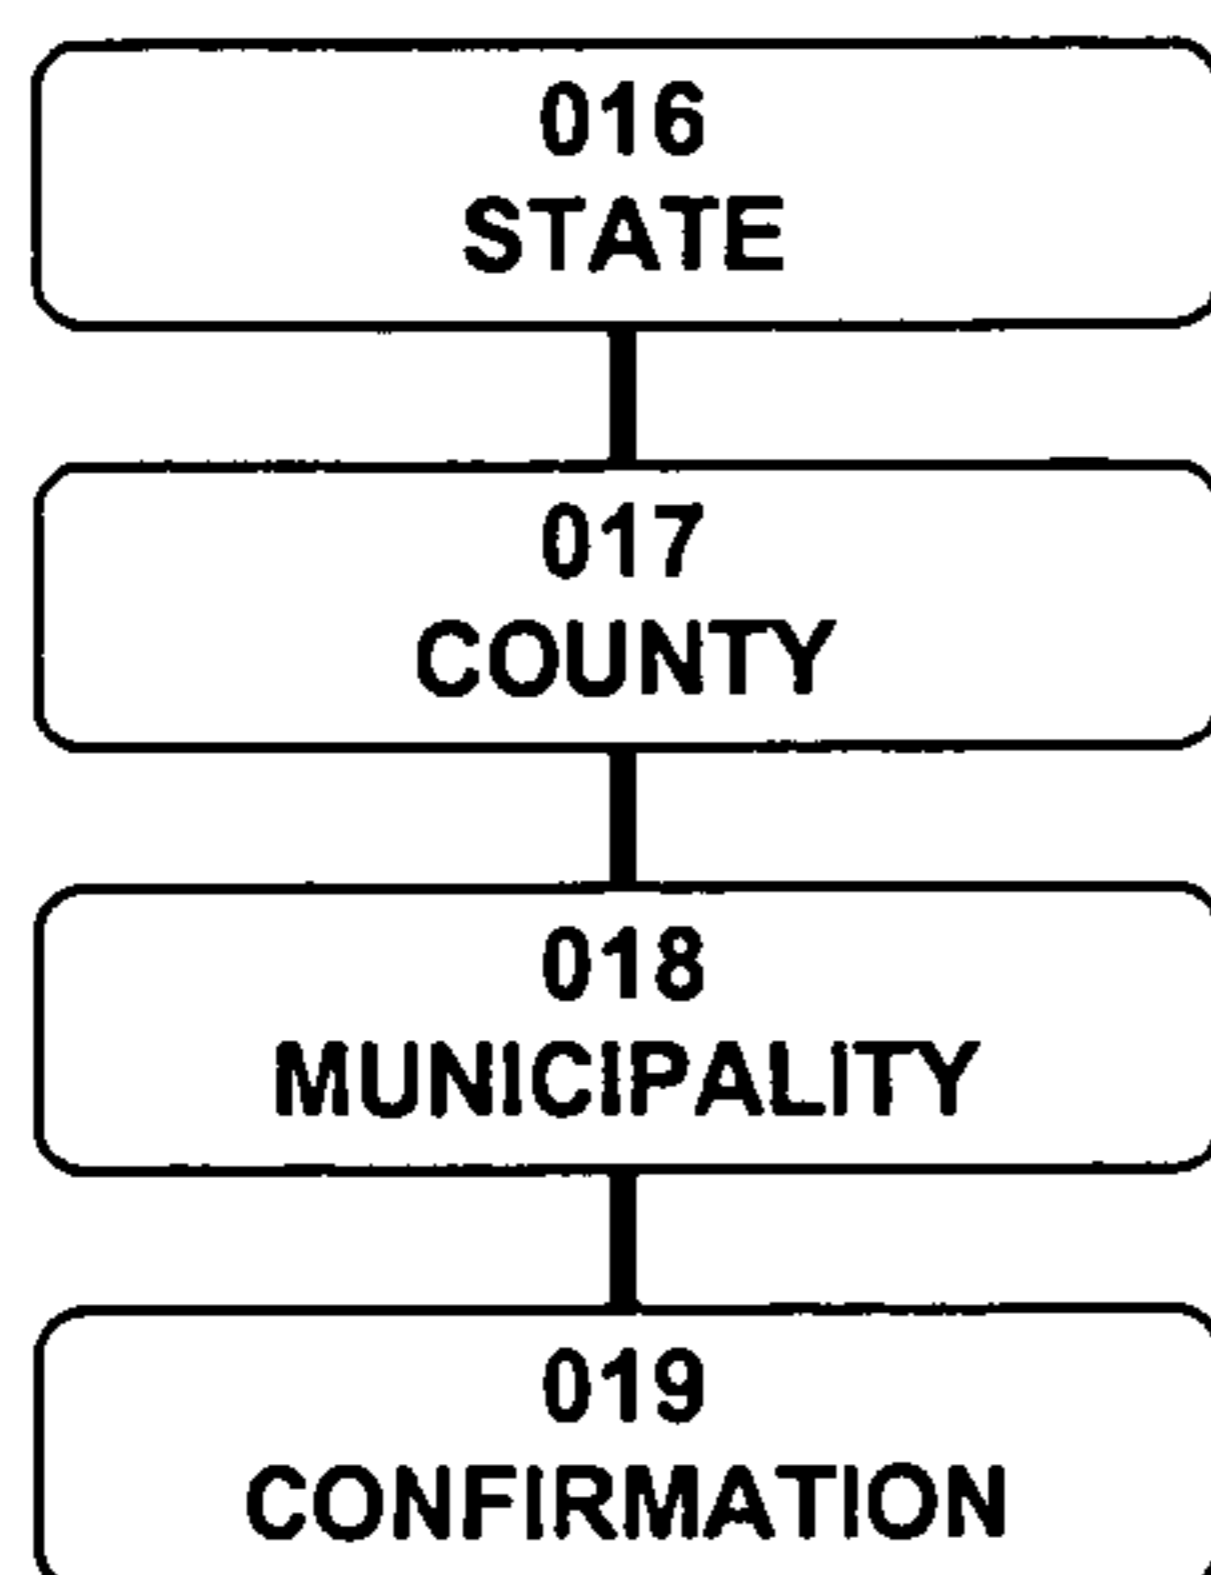 016
STATE
017
COUNTY
018
MUNICIPALITY
019
CONFIRMATION